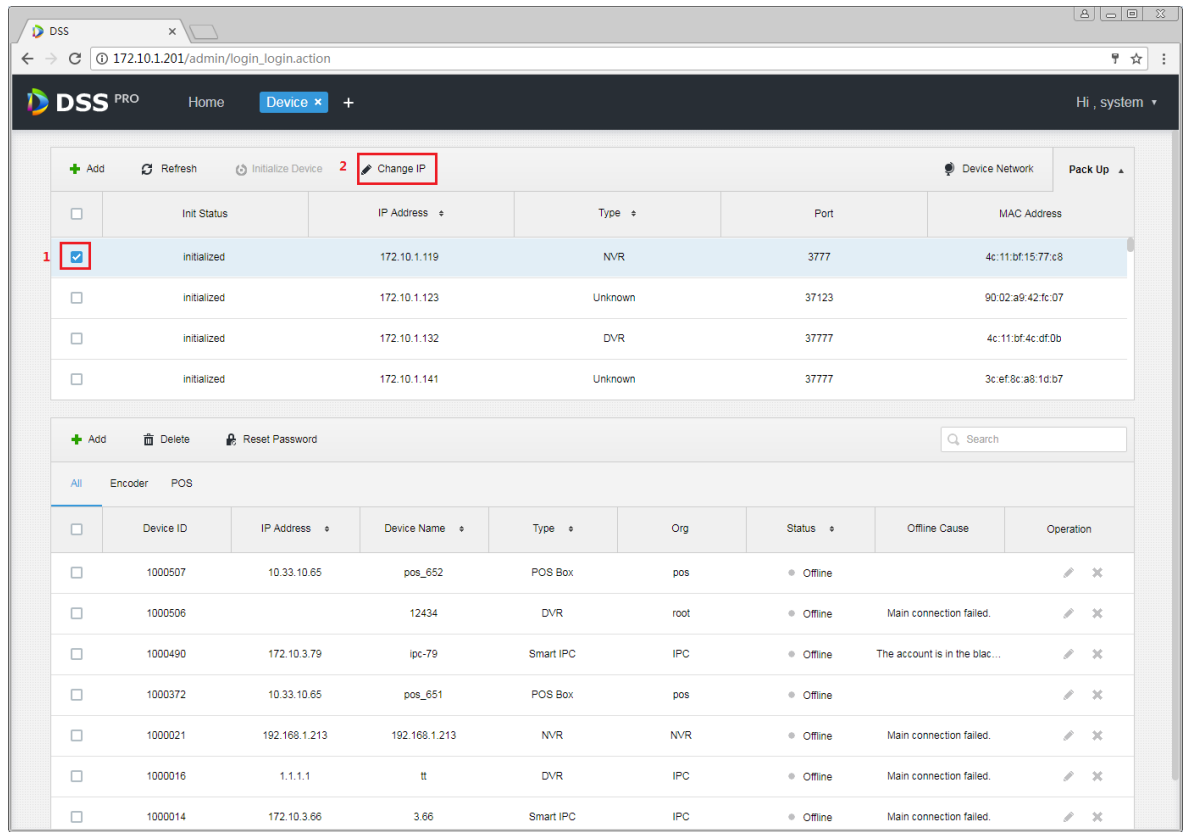 DSS
172.10.1.201/admin/login_login.action
DSS PRO Home Device + Hi , system
Add Refresh Initialize Device 2 Change IP Device Network Pack Up
Init Status IP Address Type Port MAC Address
1 initialized 172.10.1.119 NVR 3777 4c:11:bf:15:77:c8
initialized 172.10.1.123 Unknown 37123 90:02:a9:42:fc:07
initialized 172.10.1.132 DVR 37777 4c:11:bf:4c:df:0b
initialized 172.10.1.141 Unknown 37777 3c:ef:8c:a8:1d:b7
Add Delete Reset Password Search
All Encoder POS
Device ID IP Address Device Name Type Org Status Offline Cause Operation
1000507 10.33.10.65 pos_652 POS Box pos Offline
1000506 12434 DVR root Offline Main connection failed.
1000490 172.10.3.79 ipc-79 Smart IPC IPC Offline The account is in the blac...
1000372 10.33.10.65 pos_651 POS Box pos Offline
1000021 192.168.1.213 192.168.1.213 NVR NVR Offline Main connection failed.
1000016 1.1.1.1 tt DVR IPC Offline Main connection failed.
1000014 172.10.3.66 3.66 Smart IPC IPC Offline Main connection failed.